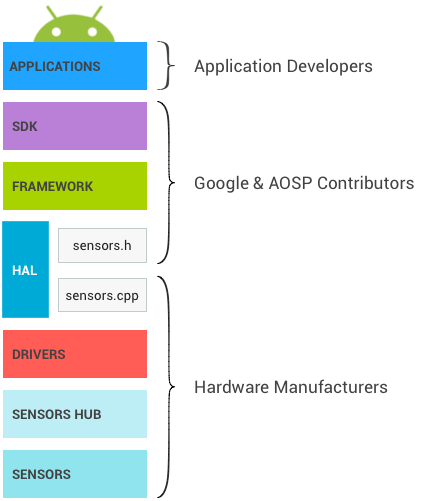 APPLICATIONS
Application Developers
SDK
FRAMEWORK
Google & AOSP Contributors
HAL
sensors.h
sensors.cpp
DRIVERS
SENSORS HUB
SENSORS
Hardware Manufacturers